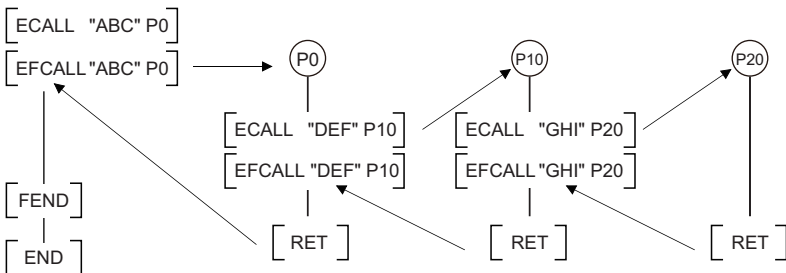 ECALL "ABC" P0
EFCALL "ABC" P0
FEND
END
P0
ECALL "DEF" P10
EFCALL "DEF" P10
RET
P10
ECALL "GHI" P20
EFCALL "GHI" P20
RET
P20
RET